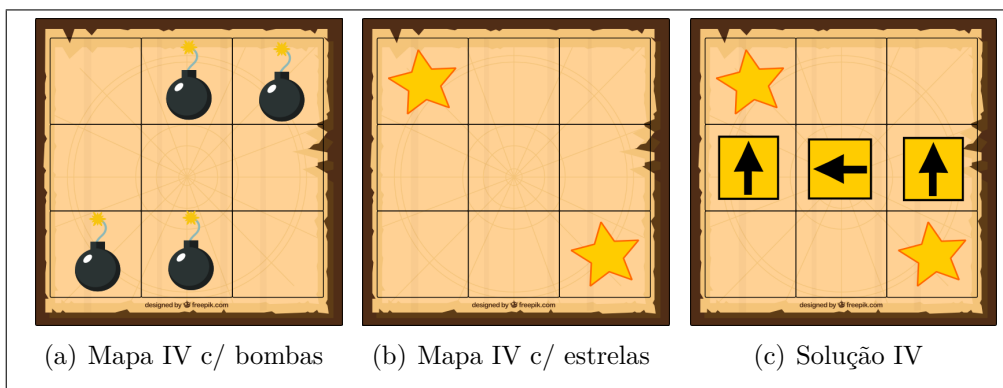 designed by freepik.com
designed by freepik.com
designed by freepik.com
(a) Mapa IV c/ bombas
(b) Mapa IV c/ estrelas
(c) Solução IV